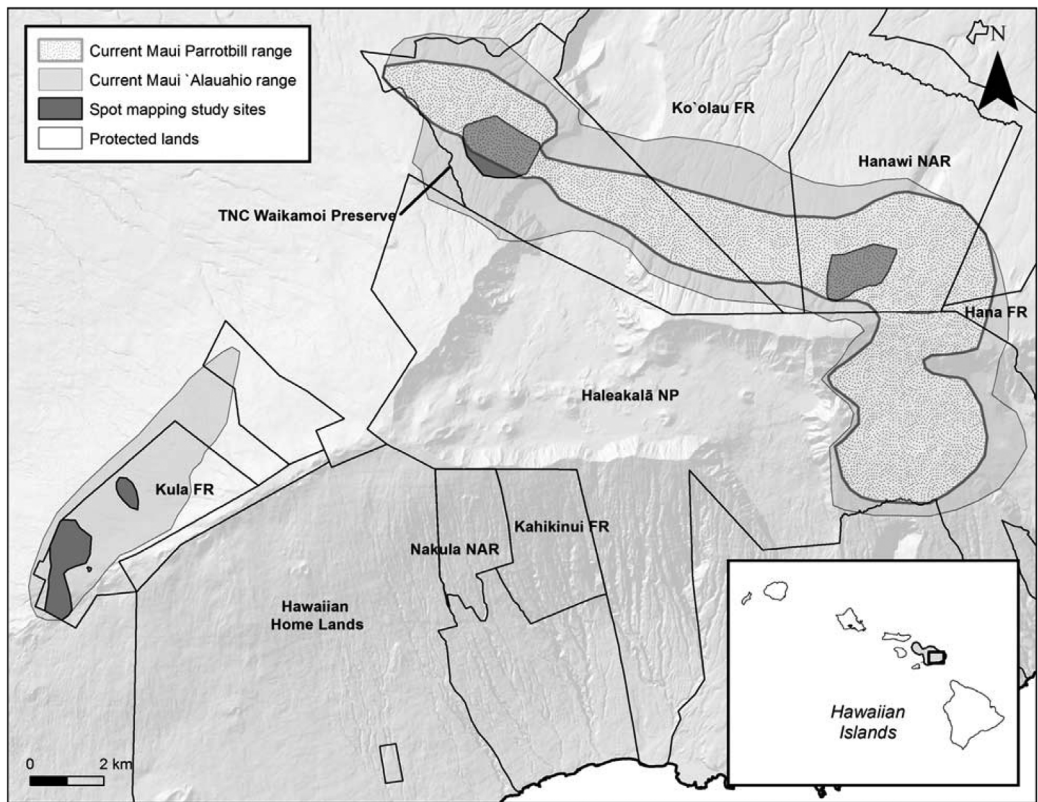 Current Maui Parrotbill range
Current Maui `Alauahio range
Spot mapping study sites
Protected lands
N
Ko`olau FR
Hanawi NAR
TNC Waikamoi Preserve
Hana FR
Haleakalā NP
Kula FR
Kahikinui FR
Nakula NAR
Hawaiian
Home Lands
Hawaiian
Islands
0 2 km